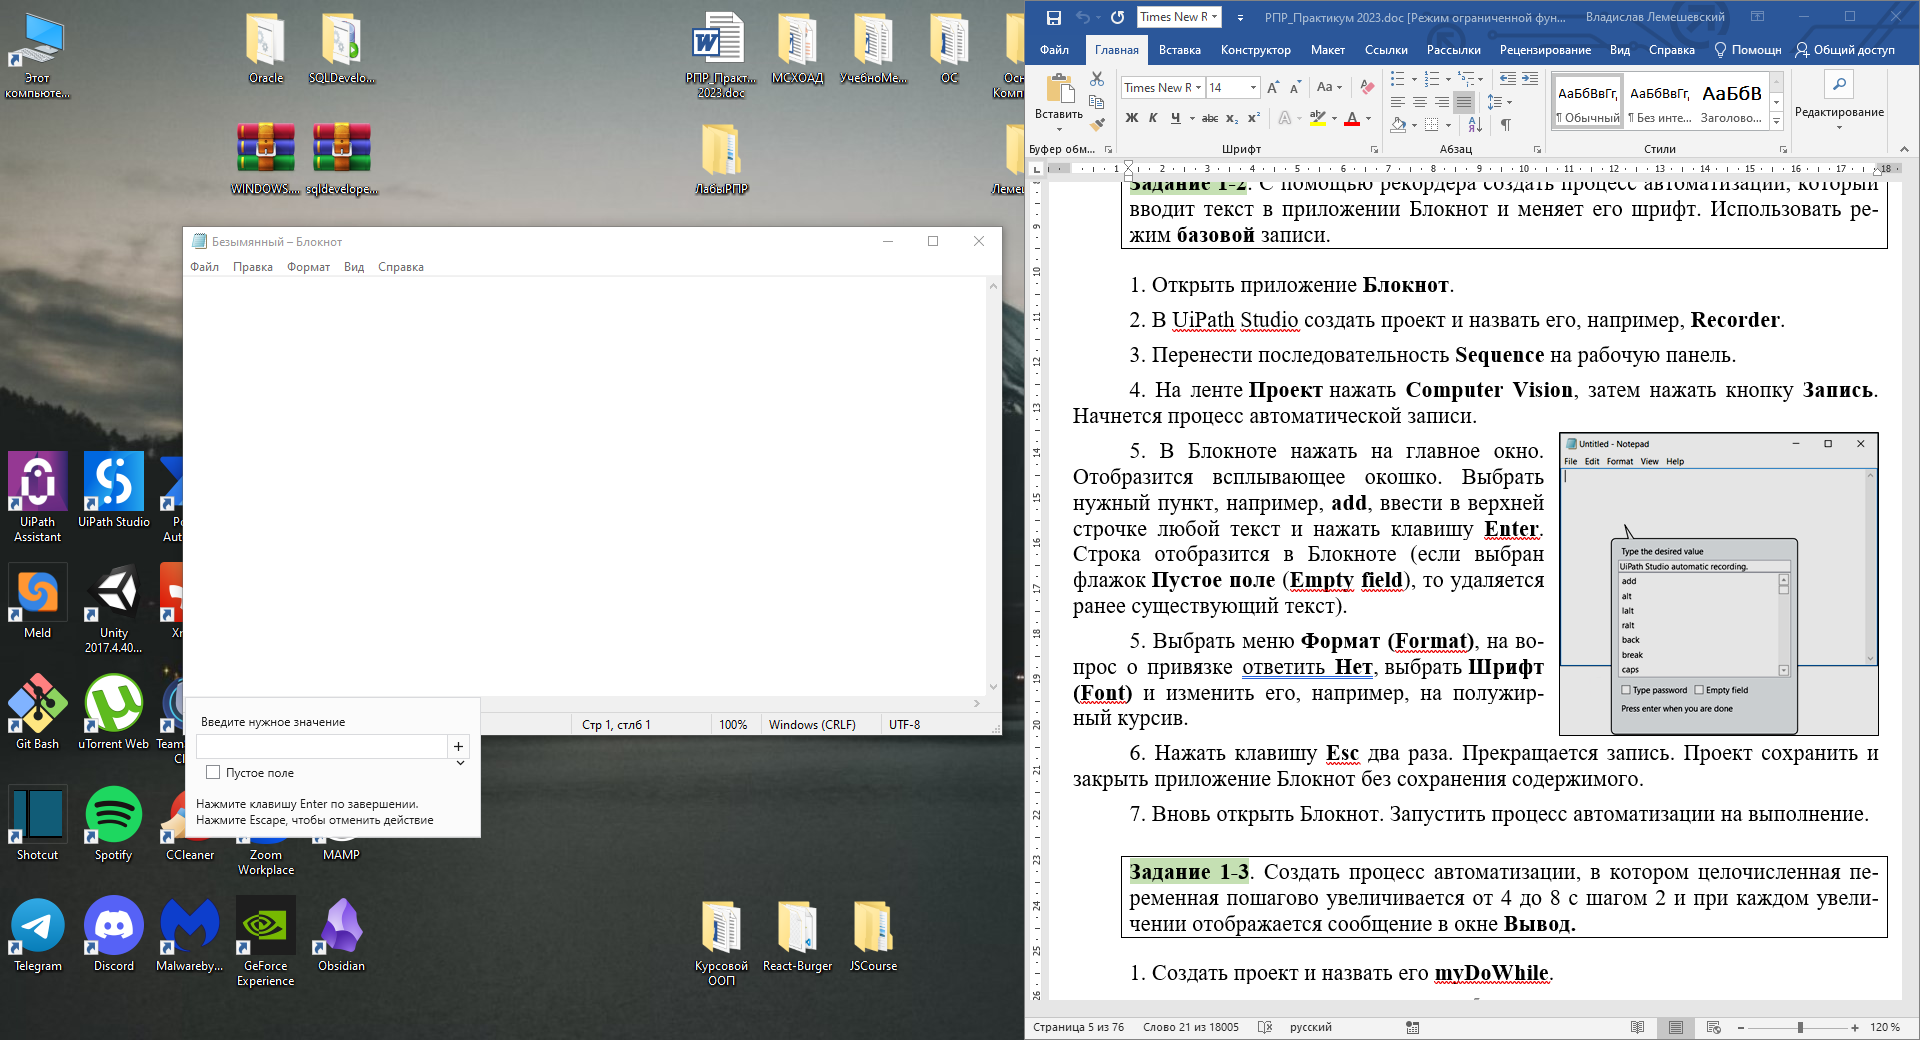 Этот
компьюте...
Oracle
SQLDevelo...
РПР_Практ...
2023.doc
МСХОАД
УчебноМе...
ОС
WINDOWS....
sqldevelope...
ЛабыРПР
UiPath
Assistant
UiPath Studio
Meld
Unity
2017.4.40...
Git Bash
uTorrent Web
Shotcut
Spotify
CCleaner
Zoom
Workplace
MAMP
Telegram
Discord
Malwareby...
GeForce
Experience
Obsidian
Курсовой
ООП
React-Burger
JSCourse
Безымянный – Блокнот
Файл Правка Формат Вид Справка
Стр 1, стлб 1 100% Windows (CRLF) UTF-8
Введите нужное значение
+
Пустое поле
Нажмите клавишу Enter по завершении.
Нажмите Escape, чтобы отменить действие
Times New R
РПР_Практикум 2023.doc [Режим ограниченной фун...
Владислав Лемешевский
Файл Главная Вставка Конструктор Макет Ссылки Рассылки Рецензирование Вид Справка Помощн Общий доступ
Вставить
Буфер обм...
Times New R 14
Шрифт
Абзац
АаБбВвГг, АаБбВвГг, АаБбВ
¶ Обычный ¶ Без инте... Заголово...
Стили
Редактирование
Задание 1-2. С помощью рекордера создать процесс автоматизации, который
вводит текст в приложении Блокнот и меняет его шрифт. Использовать ре-
жим базовой записи.
1. Открыть приложение Блокнот.
2. В UiPath Studio создать проект и назвать его, например, Recorder.
3. Перенести последовательность Sequence на рабочую панель.
4. На ленте Проект нажать Computer Vision, затем нажать кнопку Запись.
Начнется процесс автоматической записи.
5. В Блокноте нажать на главное окно.
Отобразится всплывающее окошко. Выбрать
нужный пункт, например, add, ввести в верхней
строчке любой текст и нажать клавишу Enter.
Строка отобразится в Блокноте (если выбран
флажок Пустое поле (Empty field), то удаляется
ранее существующий текст).
5. Выбрать меню Формат (Format), на во-
прос о привязке ответить Нет, выбрать Шрифт
(Font) и изменить его, например, на полужир-
ный курсив.
Untitled - Notepad
File Edit Format View Help
Type the desired value
UiPath Studio automatic recording.
add
alt
lalt
ralt
back
break
caps
Type password Empty field
Press enter when you are done
6. Нажать клавишу Esc два раза. Прекращается запись. Проект сохранить и
закрыть приложение Блокнот без сохранения содержимого.
7. Вновь открыть Блокнот. Запустить процесс автоматизации на выполнение.
Задание 1-3. Создать процесс автоматизации, в котором целочисленная пе-
ременная пошагово увеличивается от 4 до 8 с шагом 2 и при каждом увели-
чении отображается сообщение в окне Вывод.
1. Создать проект и назвать его myDoWhile.
Страница 5 из 76 Слово 21 из 18005 русский 120 %